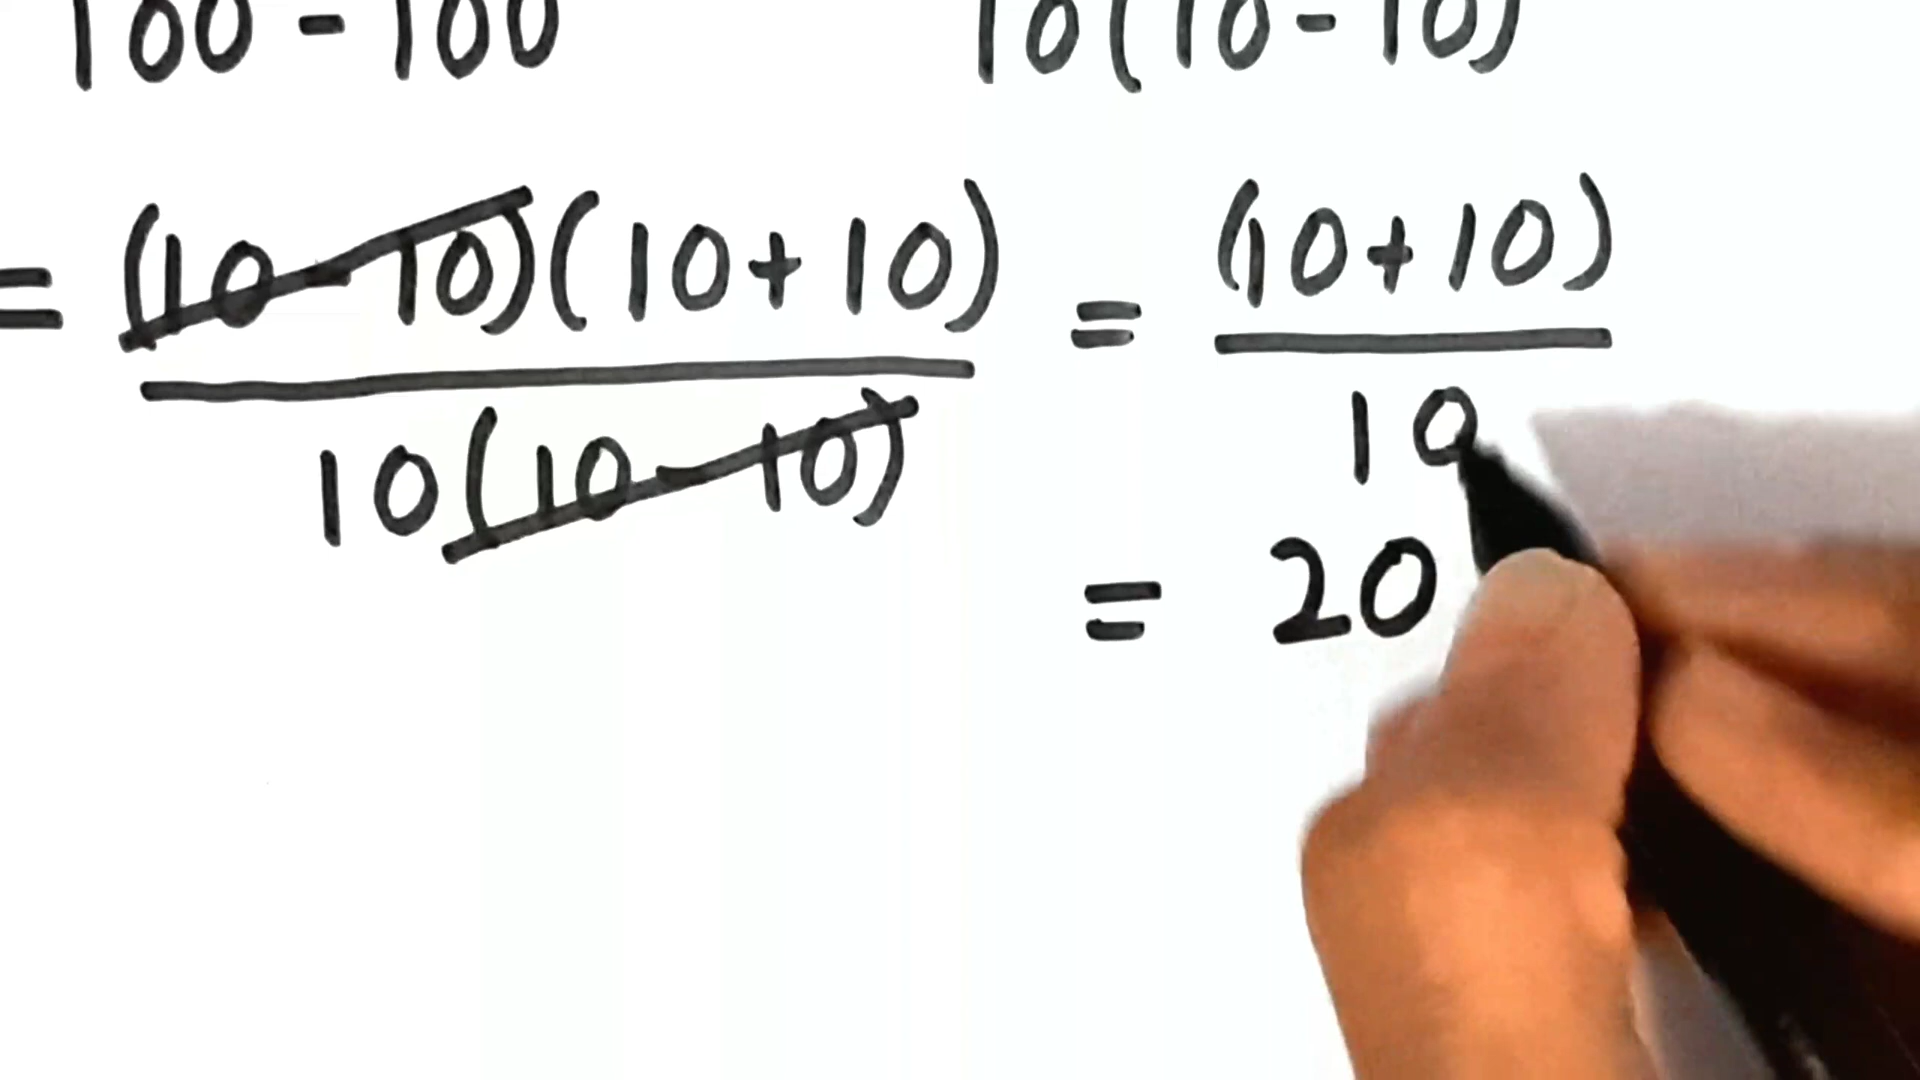 100 - 100 10(10-10)
= (10-10)(10+10) = (10+10)
10(10-10) 10
= 20